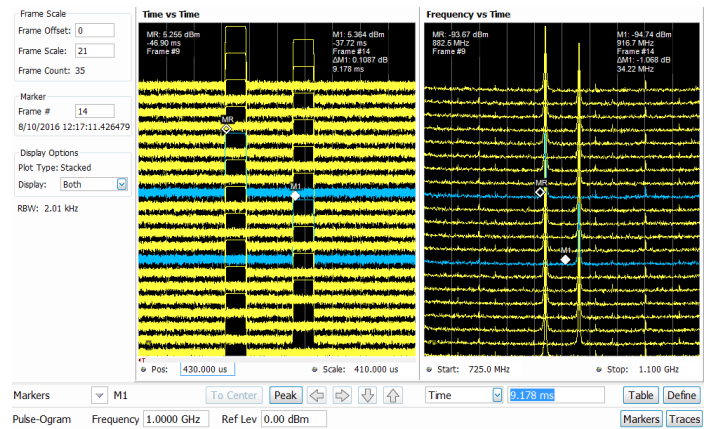 Frame Scale
Frame Offset: 0
Frame Scale: 21
Frame Count: 35
Marker
Frame # 14
8/10/2016 12:17:11.426479
Display Options
Plot Type: Stacked
Display: Both
RBW: 2.01 kHz
Time vs Time
MR: 5.255 dBm
-46.90 ms
Frame #9
M1: 5.364 dBm
-37.72 ms
Frame #14
ΔM1: 0.1087 dB
9.178 ms
MR
M1
T
Pos: 430.000 us
Scale: 410.000 us
Frequency vs Time
MR: -93.67 dBm
882.5 MHz
Frame #9
M1: -94.74 dBm
916.7 MHz
Frame #14
ΔM1: -1.068 dB
34.22 MHz
MR
M1
Start: 725.0 MHz
Stop: 1.100 GHz
Markers M1 To Center Peak Time 9.178 ms Table Define
Pulse-Ogram Frequency 1.0000 GHz Ref Lev 0.00 dBm Markers Traces